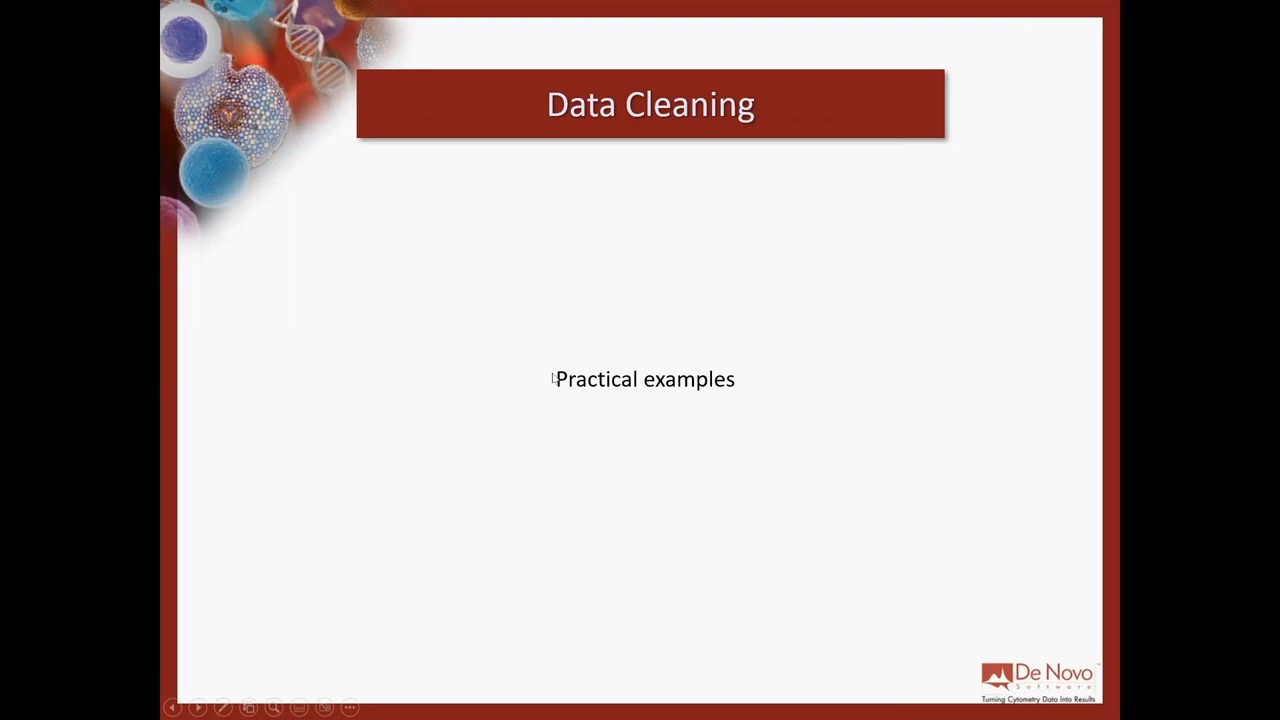 Data Cleaning
Practical examples
De Novo
Software
Turning Cytometry Data Into Results